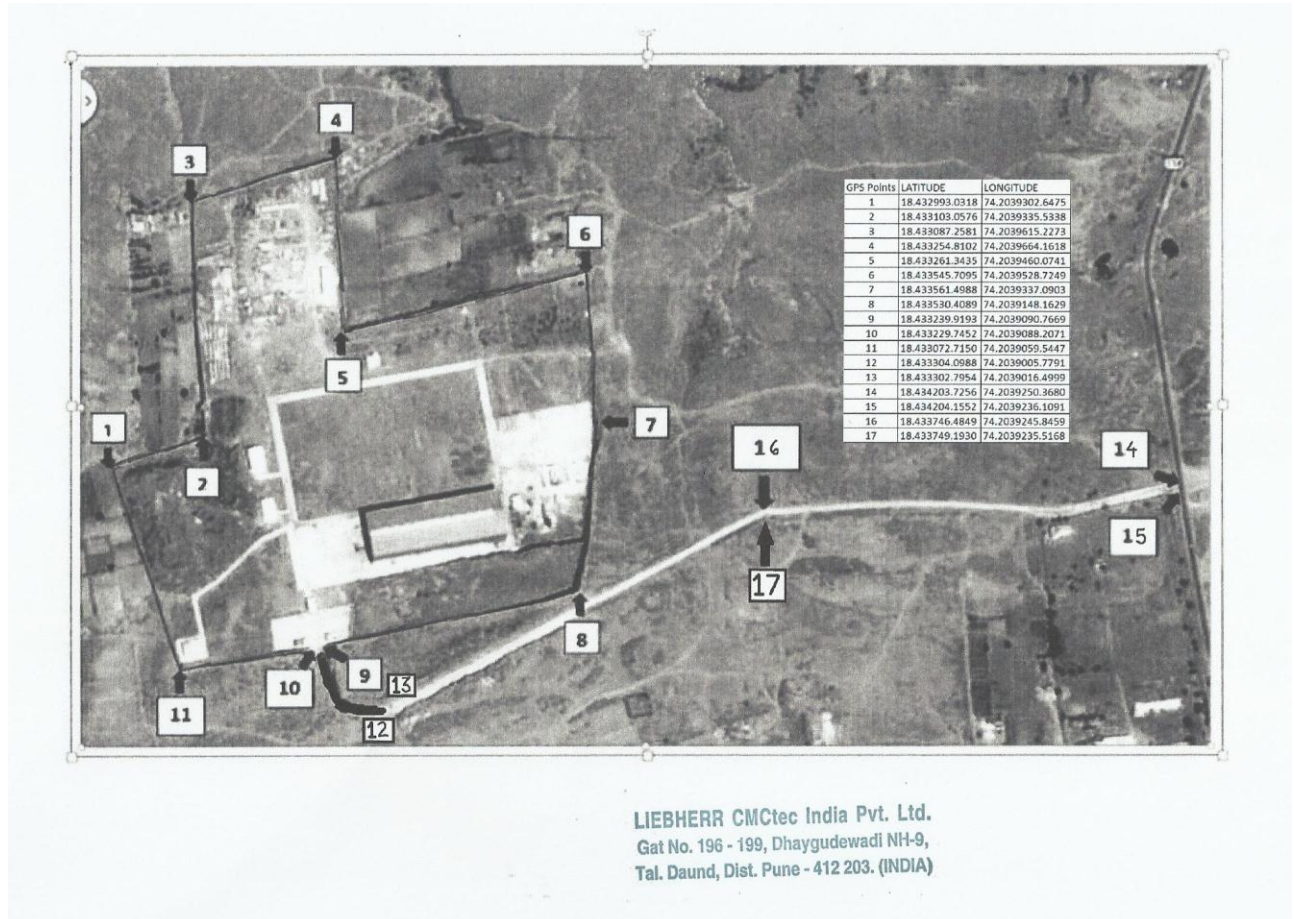 4
3
6
5
1
2
7
16
14
15
17
8
9
10
13
11
12
GPS Points LATITUDE LONGITUDE
1 18.432993.0318 74.2039302.6475
2 18.433103.0576 74.2039335.5338
3 18.433087.2581 74.2039615.2273
4 18.433254.8102 74.2039664.1618
5 18.433261.3435 74.2039460.0741
6 18.433545.7095 74.2039528.7249
7 18.433561.4988 74.2039337.0903
8 18.433530.4089 74.2039148.1629
9 18.433239.9193 74.2039090.7669
10 18.433229.7452 74.2039088.2071
11 18.433072.7150 74.2039059.5447
12 18.433304.0988 74.2039005.7791
13 18.433302.7954 74.2039016.4999
14 18.434203.7256 74.2039250.3680
15 18.434204.1552 74.2039236.1091
16 18.433746.4849 74.2039245.8459
17 18.433749.1930 74.2039235.5168
LIEBHERR CMCtec India Pvt. Ltd.
Gat No. 196 - 199, Dhaygudewadi NH-9,
Tal. Daund, Dist. Pune - 412 203. (INDIA)